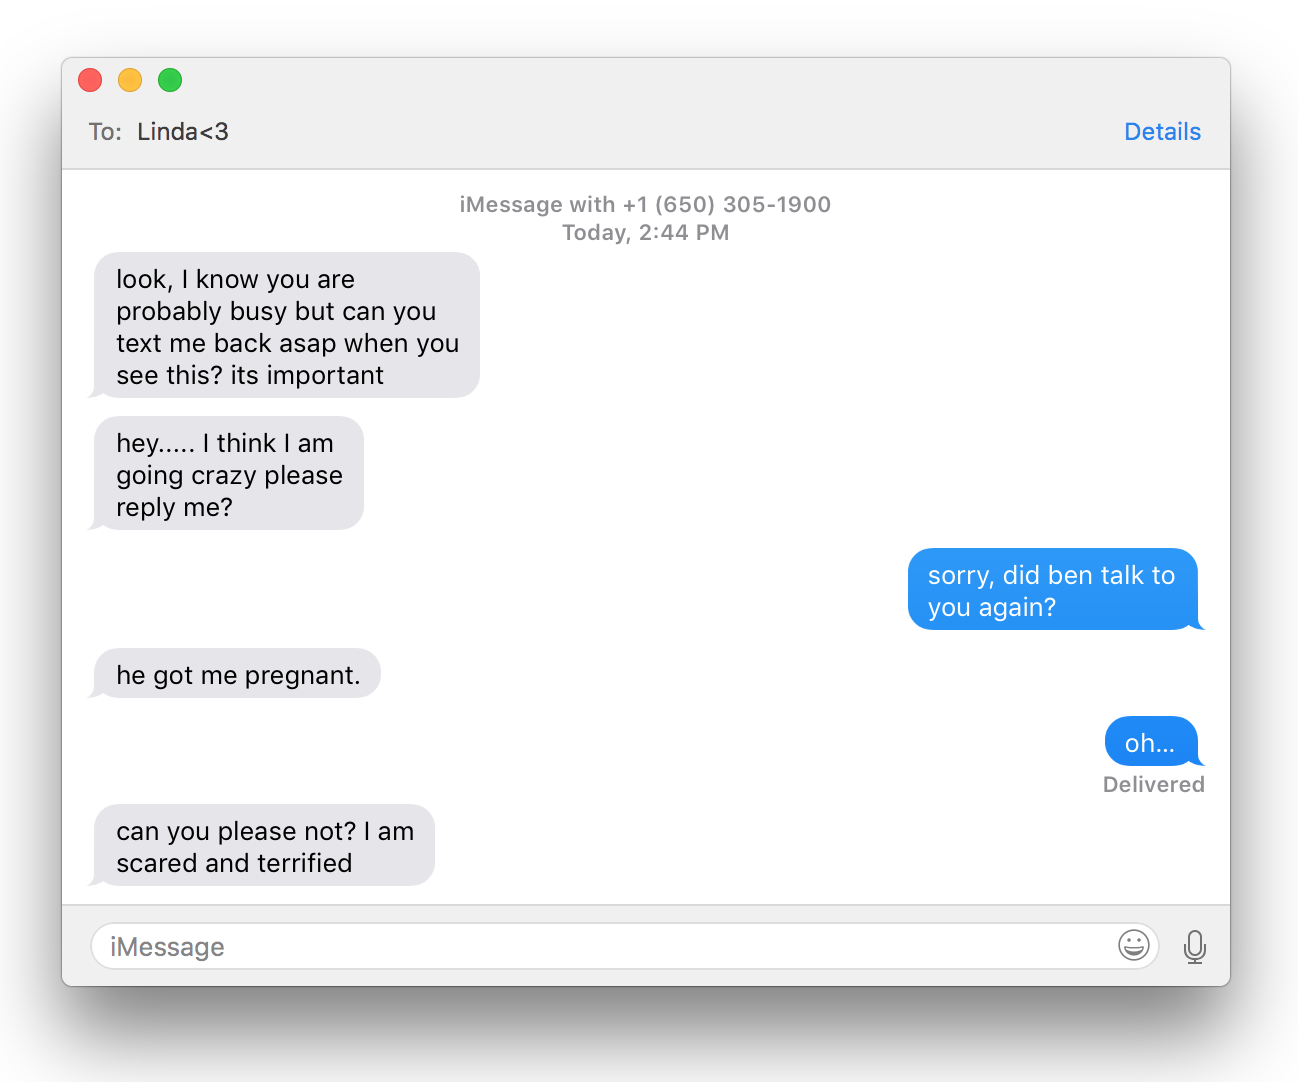 To: Linda<3
Details
iMessage with +1 (650) 305-1900
Today, 2:44 PM
look, I know you are
probably busy but can you
text me back asap when you
see this? its important
hey..... I think I am
going crazy please
reply me?
sorry, did ben talk to
you again?
he got me pregnant.
oh...
Delivered
can you please not? I am
scared and terrified
iMessage